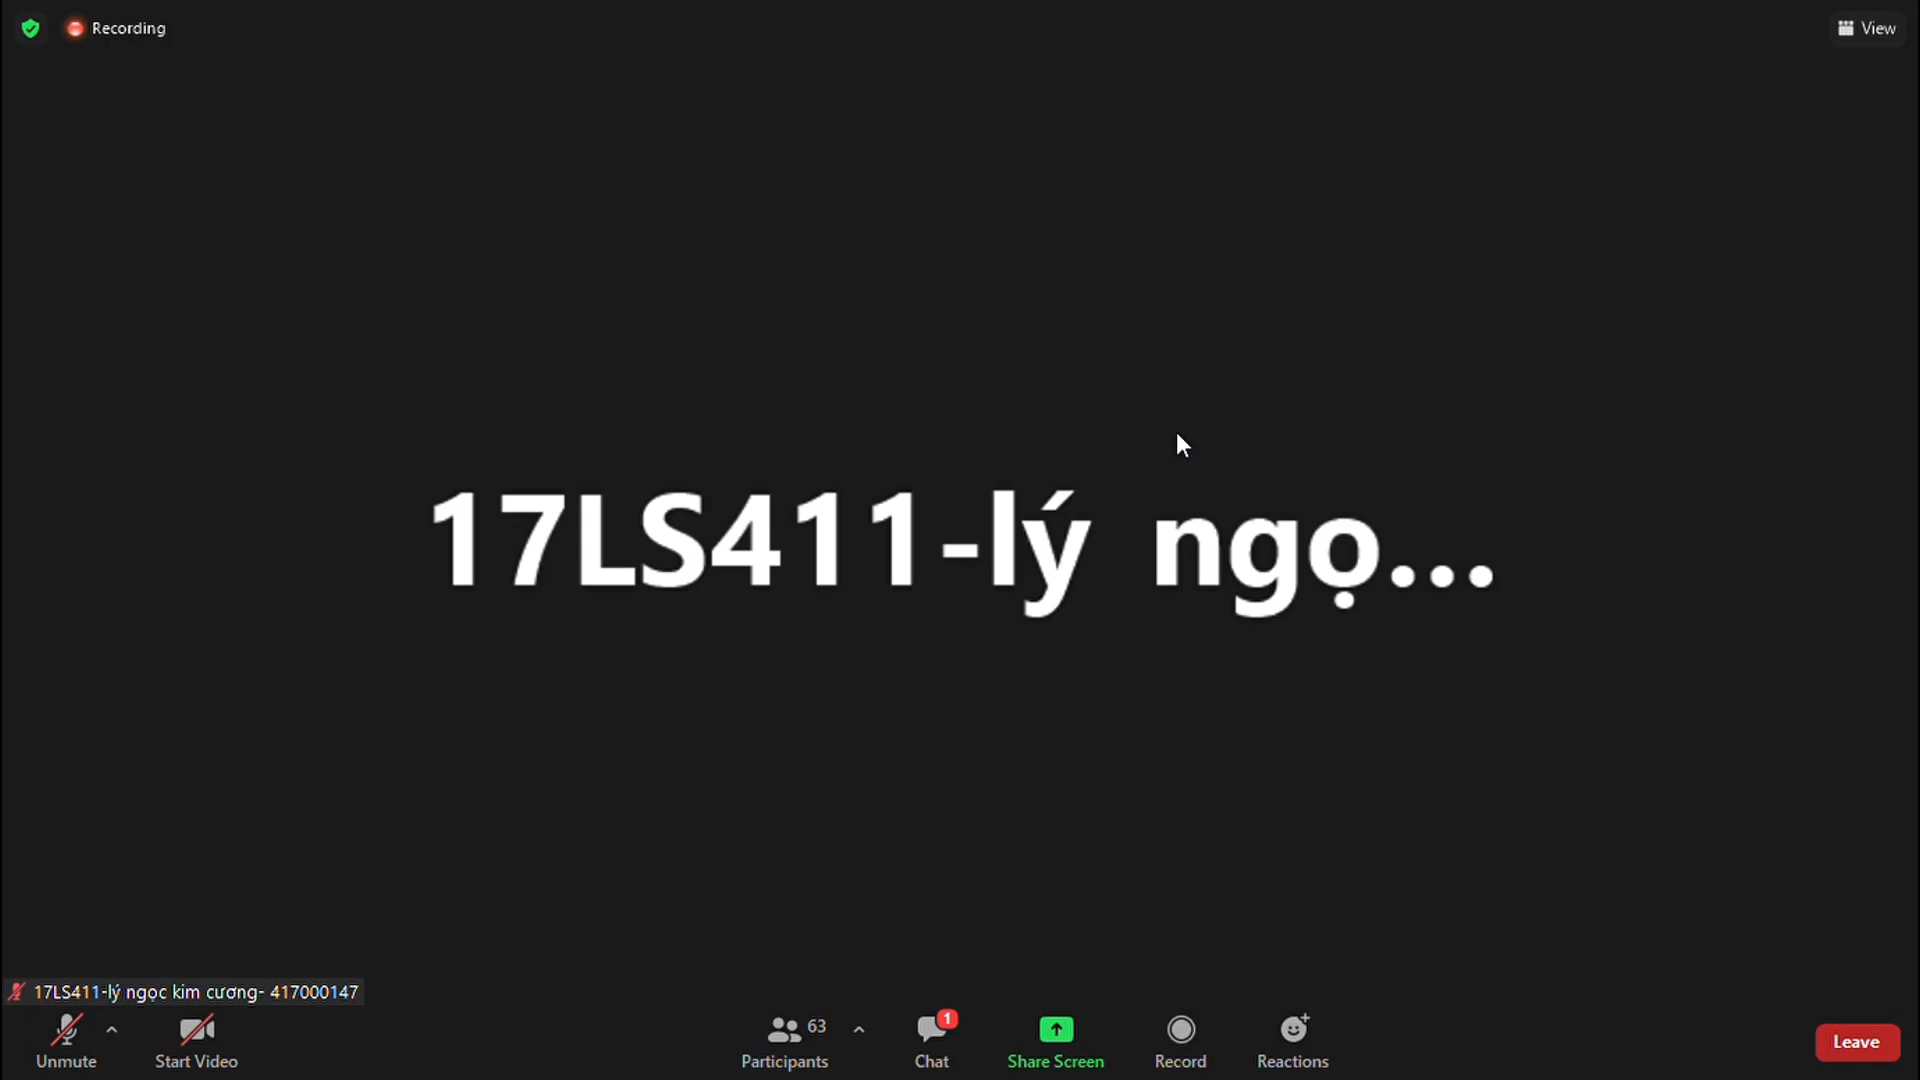 Recording
View
17LS411-lý ngọ...
17LS411-lý ngọc kim cương- 417000147
Unmute
Start Video
63
Participants
1
Chat
Share Screen
Record
Reactions
Leave